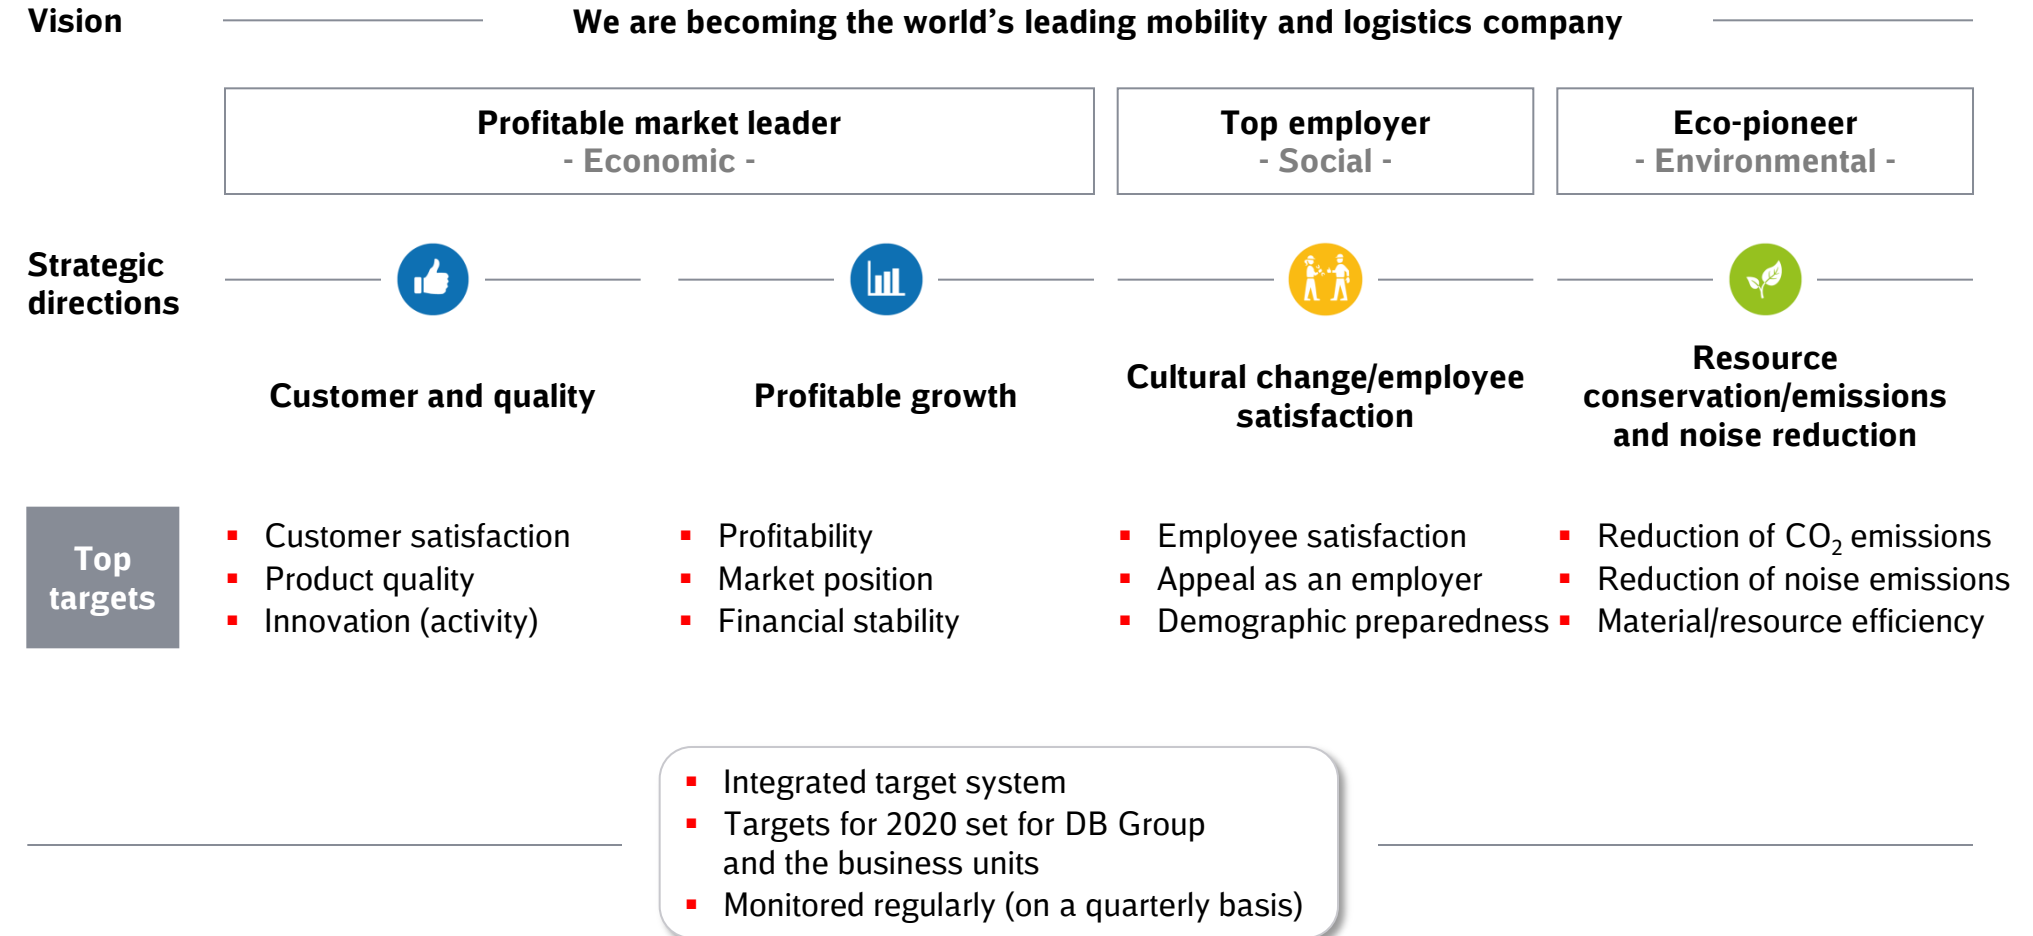 Vision
We are becoming the world’s leading mobility and logistics company
Profitable market leader
- Economic -
Top employer
- Social -
Eco-pioneer
- Environmental -
Strategic
directions
Customer and quality
Profitable growth
Cultural change/employee
satisfaction
Resource
conservation/emissions
and noise reduction
Top
targets
▪ Customer satisfaction
▪ Product quality
▪ Innovation (activity)
▪ Profitability
▪ Market position
▪ Financial stability
▪ Employee satisfaction
▪ Appeal as an employer
▪ Demographic preparedness
▪ Reduction of CO₂ emissions
▪ Reduction of noise emissions
▪ Material/resource efficiency
▪ Integrated target system
▪ Targets for 2020 set for DB Group
and the business units
▪ Monitored regularly (on a quarterly basis)